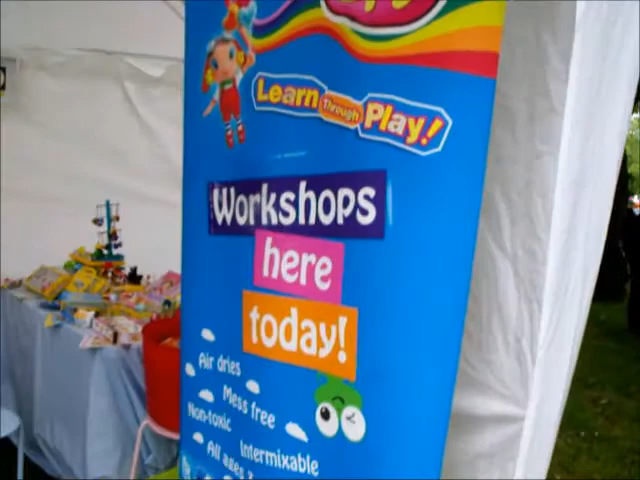 Learn Through Play!
Workshops
here
today!
Air dries
Mess free
Non-toxic
Intermixable
All ages